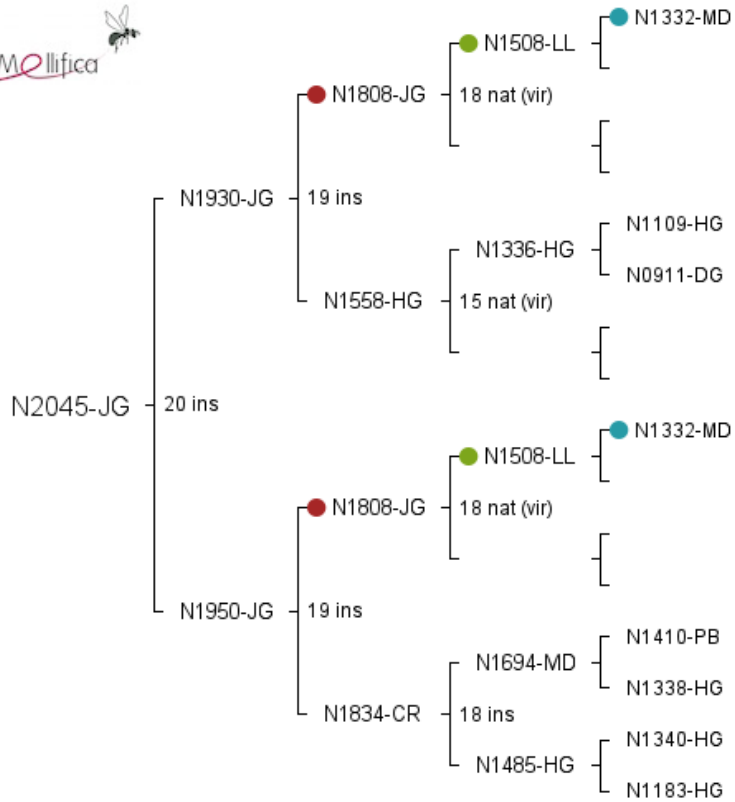 Mellifica
N1332-MD
N1508-LL
N1808-JG
18 nat (vir)
N1930-JG
19 ins
N1109-HG
N1336-HG
N0911-DG
N1558-HG
15 nat (vir)
N2045-JG
20 ins
N1332-MD
N1508-LL
N1808-JG
18 nat (vir)
N1950-JG
19 ins
N1410-PB
N1694-MD
N1338-HG
N1834-CR
18 ins
N1340-HG
N1485-HG
N1183-HG